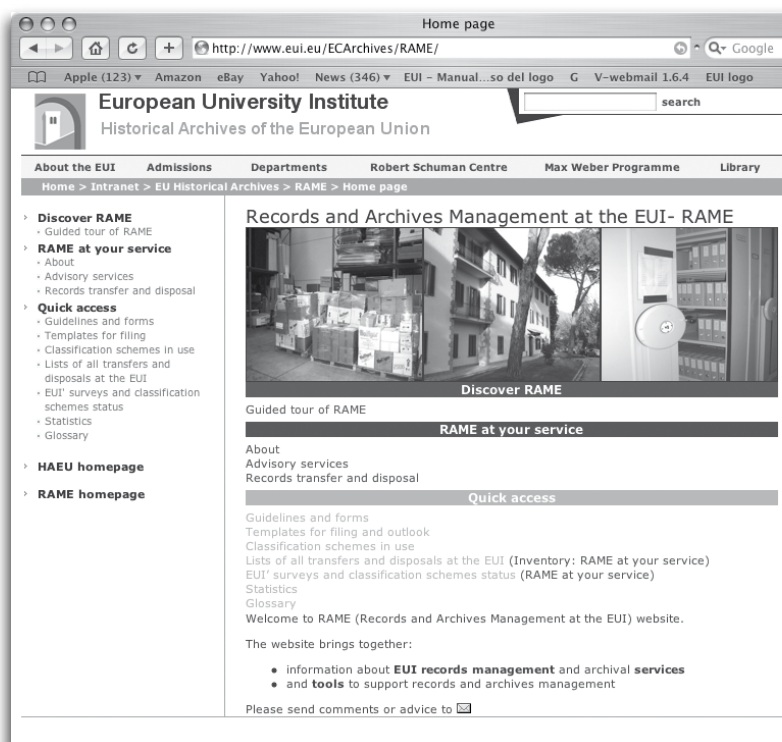 Home page
http://www.eui.eu/ECArchives/RAME/
Google
Apple (123) Amazon eBay Yahoo! News (346) EUI – Manual...so del logo G V-webmail 1.6.4 EUI logo
European University Institute
Historical Archives of the European Union
search
About the EUI Admissions Departments Robert Schuman Centre Max Weber Programme Library
Home > Intranet > EU Historical Archives > RAME > Home page
Discover RAME
Guided tour of RAME
RAME at your service
About
Advisory services
Records transfer and disposal
Quick access
Guidelines and forms
Templates for filing
Classification schemes in use
Lists of all transfers and
disposals at the EUI
EUI' surveys and classification
schemes status
Statistics
Glossary
HAEU homepage
RAME homepage
Records and Archives Management at the EUI- RAME
Discover RAME
Guided tour of RAME
RAME at your service
About
Advisory services
Records transfer and disposal
Quick access
Guidelines and forms
Templates for filing and outlook
Classification schemes in use
Lists of all transfers and disposals at the EUI (Inventory: RAME at your service)
EUI' surveys and classification schemes status (RAME at your service)
Statistics
Glossary
Welcome to RAME (Records and Archives Management at the EUI) website.
The website brings together:
• information about EUI records management and archival services
• and tools to support records and archives management
Please send comments or advice to